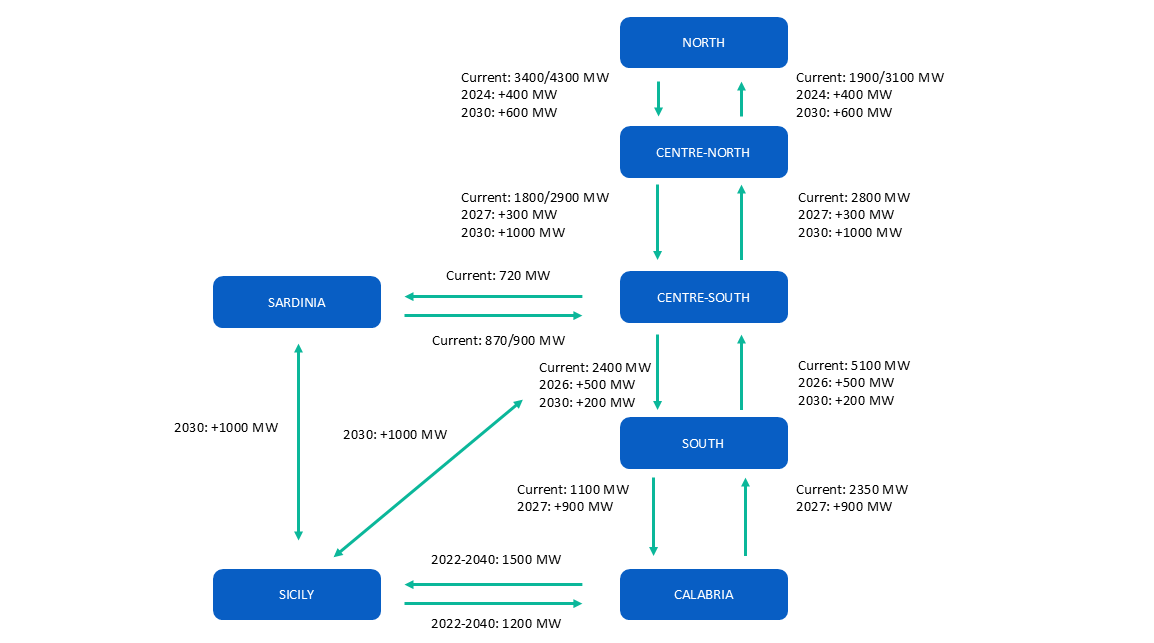 NORTH
Current: 3400/4300 MW
2024: +400 MW
2030: +600 MW
Current: 1900/3100 MW
2024: +400 MW
2030: +600 MW
CENTRE-NORTH
Current: 1800/2900 MW
2027: +300 MW
2030: +1000 MW
Current: 2800 MW
2027: +300 MW
2030: +1000 MW
Current: 720 MW
SARDINIA
CENTRE-SOUTH
Current: 870/900 MW
Current: 2400 MW
2026: +500 MW
2030: +200 MW
Current: 5100 MW
2026: +500 MW
2030: +200 MW
2030: +1000 MW
2030: +1000 MW
SOUTH
Current: 1100 MW
2027: +900 MW
Current: 2350 MW
2027: +900 MW
2022-2040: 1500 MW
SICILY
CALABRIA
2022-2040: 1200 MW